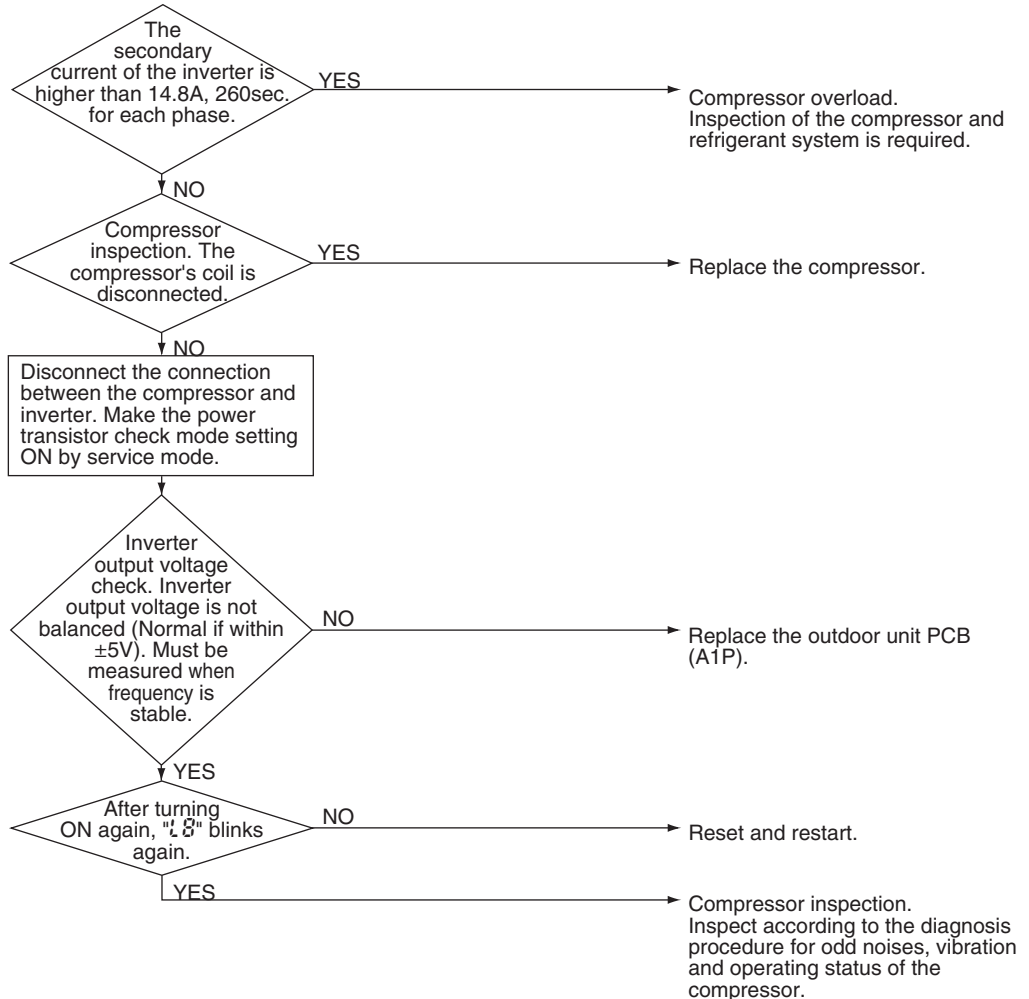 The
secondary
current of the inverter is
higher than 14.8A, 260sec.
for each phase.
YES
Compressor overload.
Inspection of the compressor and
refrigerant system is required.
NO
Compressor
inspection. The
compressor's coil is
disconnected.
YES
Replace the compressor.
NO
Disconnect the connection
between the compressor and
inverter. Make the power
transistor check mode setting
ON by service mode.
Inverter
output voltage
check. Inverter
output voltage is not
balanced (Normal if within
±5V). Must be
measured when
frequency is
stable.
NO
Replace the outdoor unit PCB
(A1P).
YES
After turning
ON again, "L8" blinks
again.
NO
Reset and restart.
YES
Compressor inspection.
Inspect according to the diagnosis
procedure for odd noises, vibration
and operating status of the
compressor.